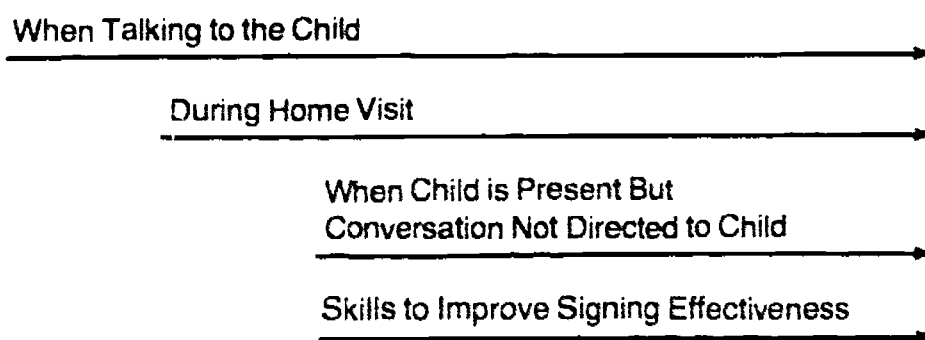 When Talking to the Child
During Home Visit
When Child is Present But
Conversation Not Directed to Child
Skills to Improve Signing Effectiveness